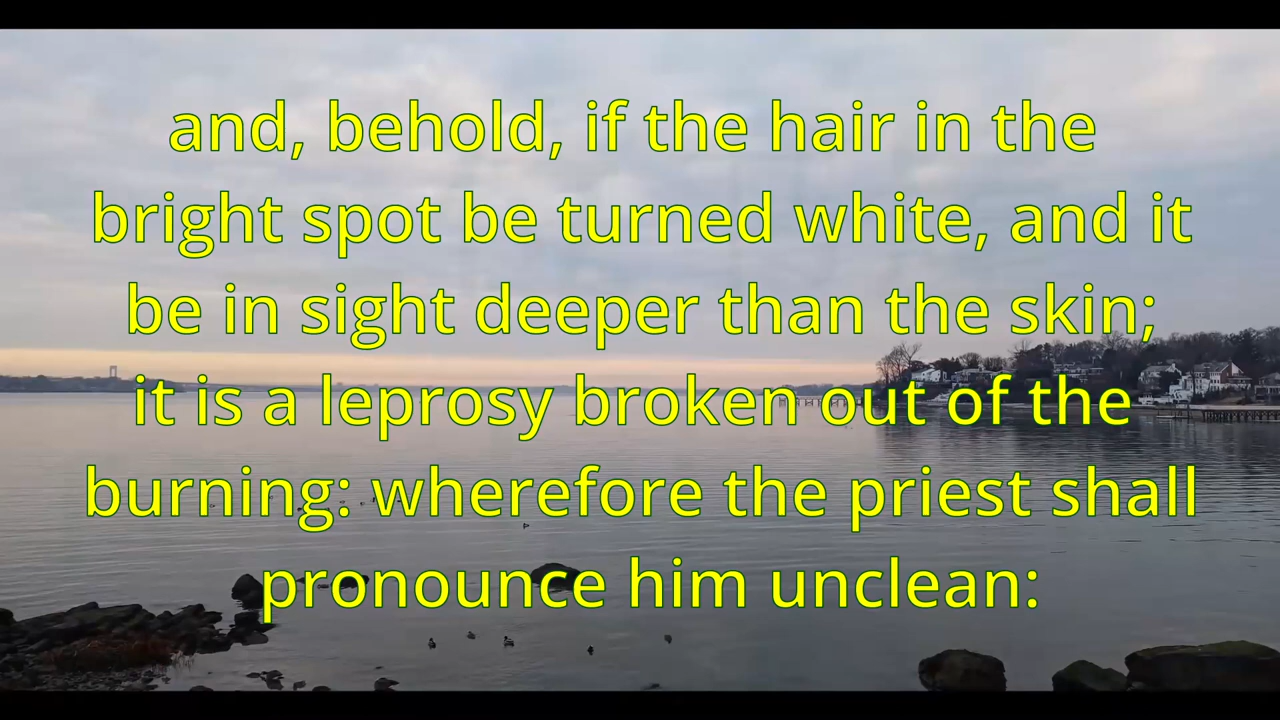 and, behold, if the hair in the
bright spot be turned white, and it
be in sight deeper than the skin;
it is a leprosy broken out of the
burning: wherefore the priest shall
pronounce him unclean: